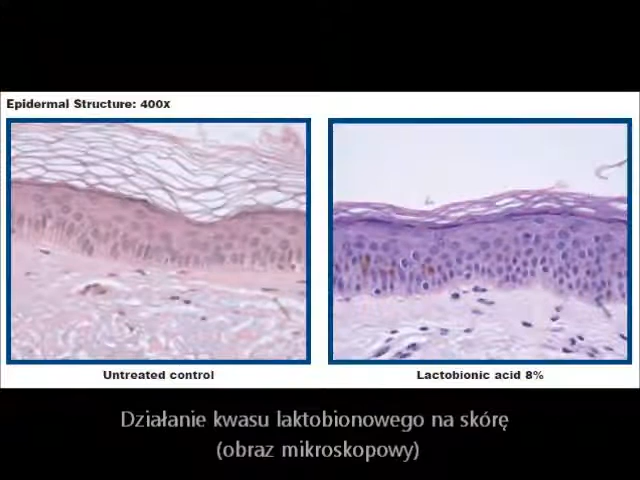 Epidermal Structure: 400x
Untreated control
Lactobionic acid 8%
Działanie kwasu laktobionowego na skórę
(obraz mikroskopowy)